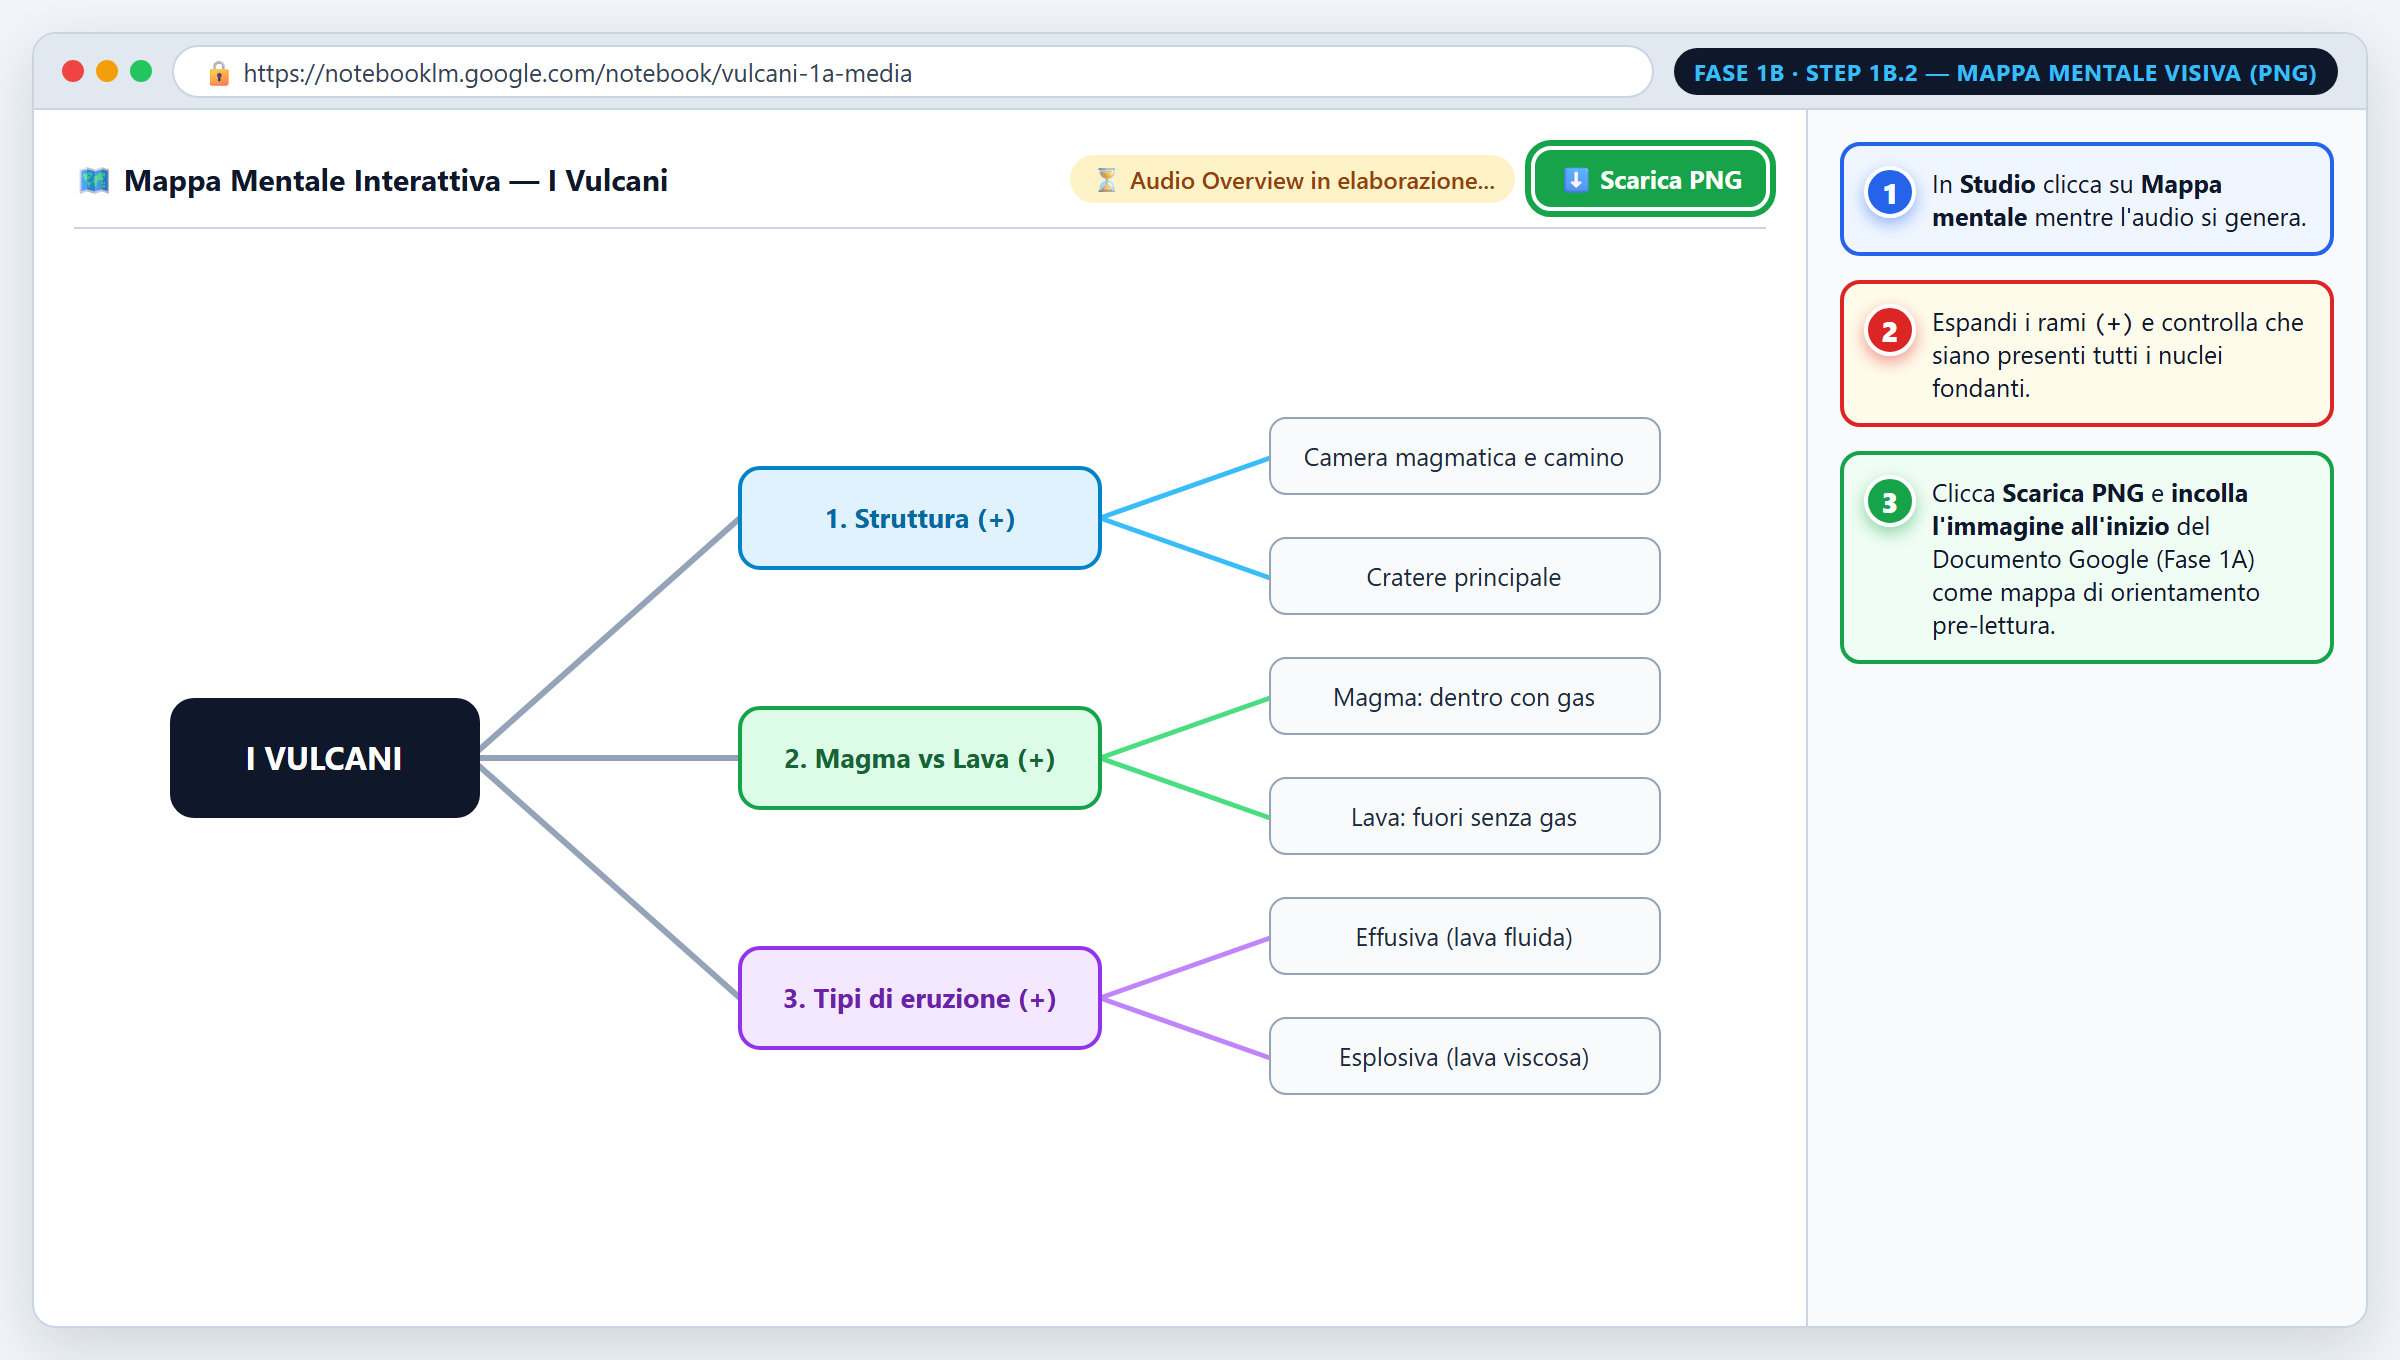 https://notebooklm.google.com/notebook/vulcani-1a-media
FASE 1B · STEP 1B.2 — MAPPA MENTALE VISIVA (PNG)
Mappa Mentale Interattiva — I Vulcani
Audio Overview in elaborazione...
Scarica PNG
I VULCANI
1. Struttura (+)
Camera magmatica e camino
Cratere principale
2. Magma vs Lava (+)
Magma: dentro con gas
Lava: fuori senza gas
3. Tipi di eruzione (+)
Effusiva (lava fluida)
Esplosiva (lava viscosa)
1
In Studio clicca su Mappa
mentale mentre l'audio si genera.
2
Espandi i rami (+) e controlla che
siano presenti tutti i nuclei
fondanti.
3
Clicca Scarica PNG e incolla
l'immagine all'inizio del
Documento Google (Fase 1A)
come mappa di orientamento
pre-lettura.